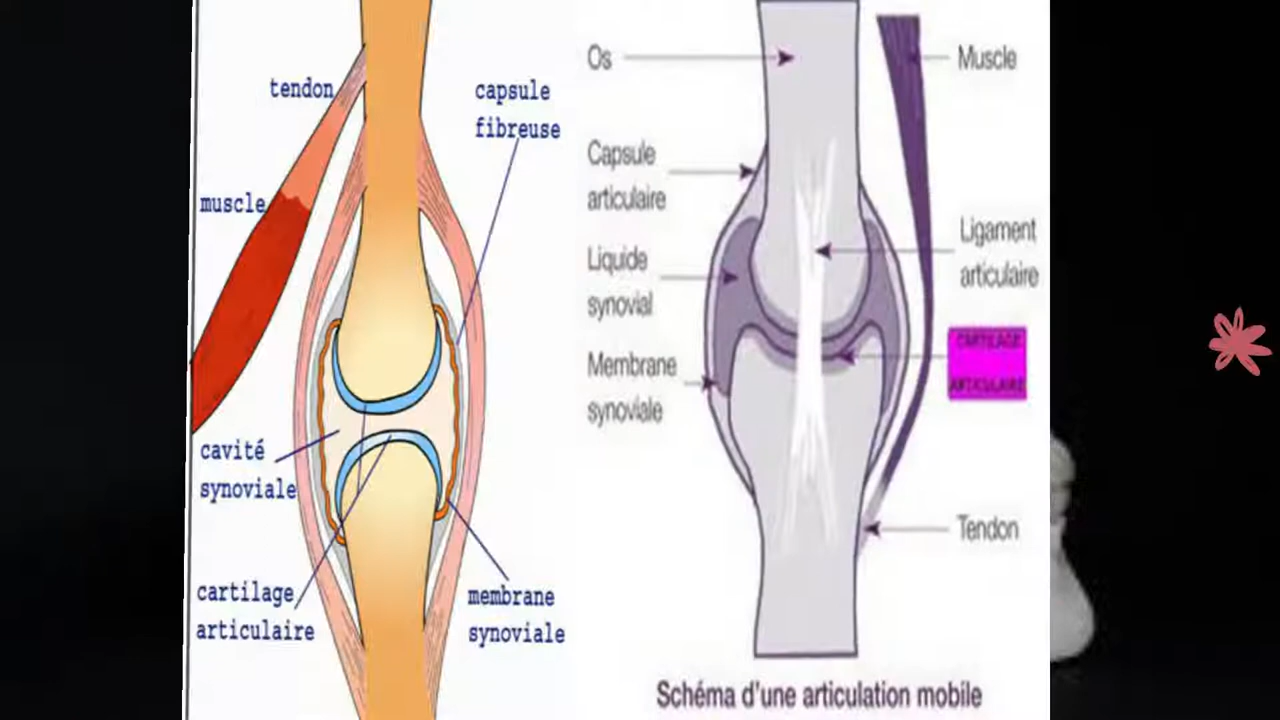 tendon
capsule
fibreuse
muscle
cavité
synoviale
cartilage
articulaire
membrane
synoviale
Os
Muscle
Capsule
articulaire
Ligament
articulaire
Liquide
synovial
CARTILAGE
ARTICULAIRE
Membrane
synoviale
Tendon
Schéma d'une articulation mobile